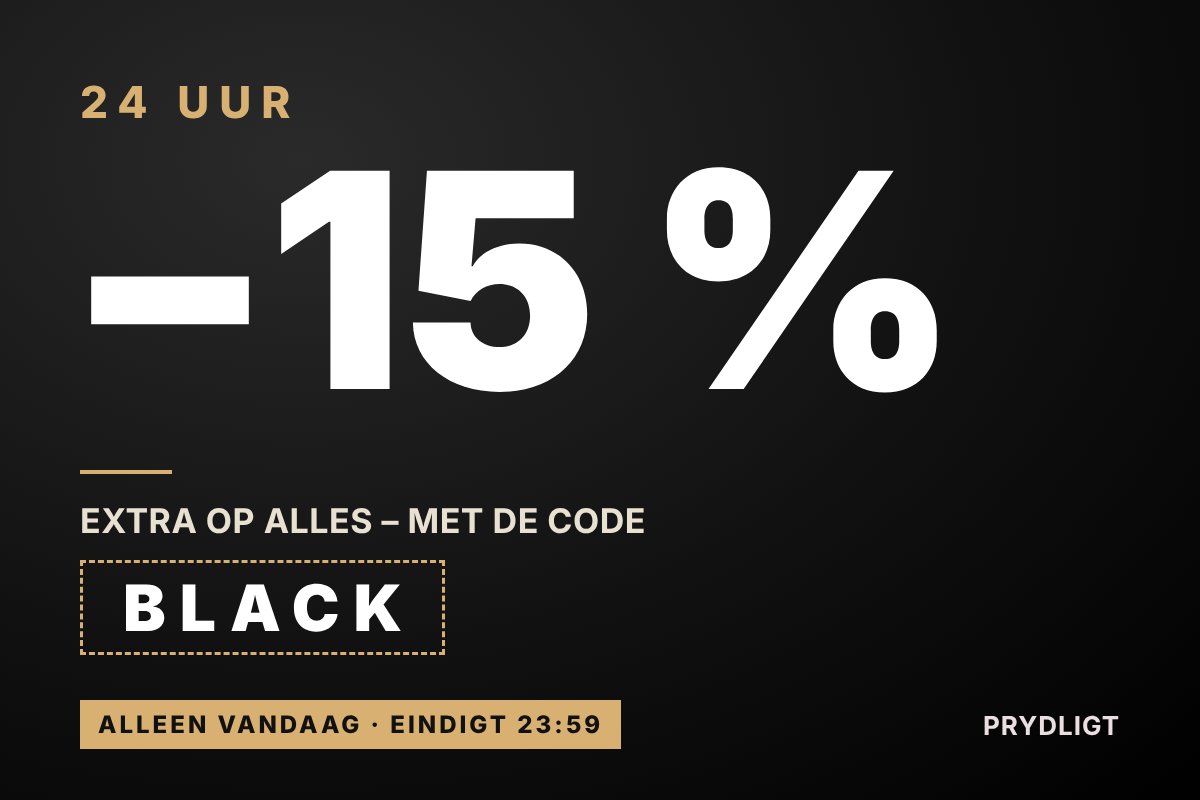 24 UUR
–15 %
EXTRA OP ALLES – MET DE CODE
BLACK
ALLEEN VANDAAG · EINDIGT 23:59
PRYDLIGT